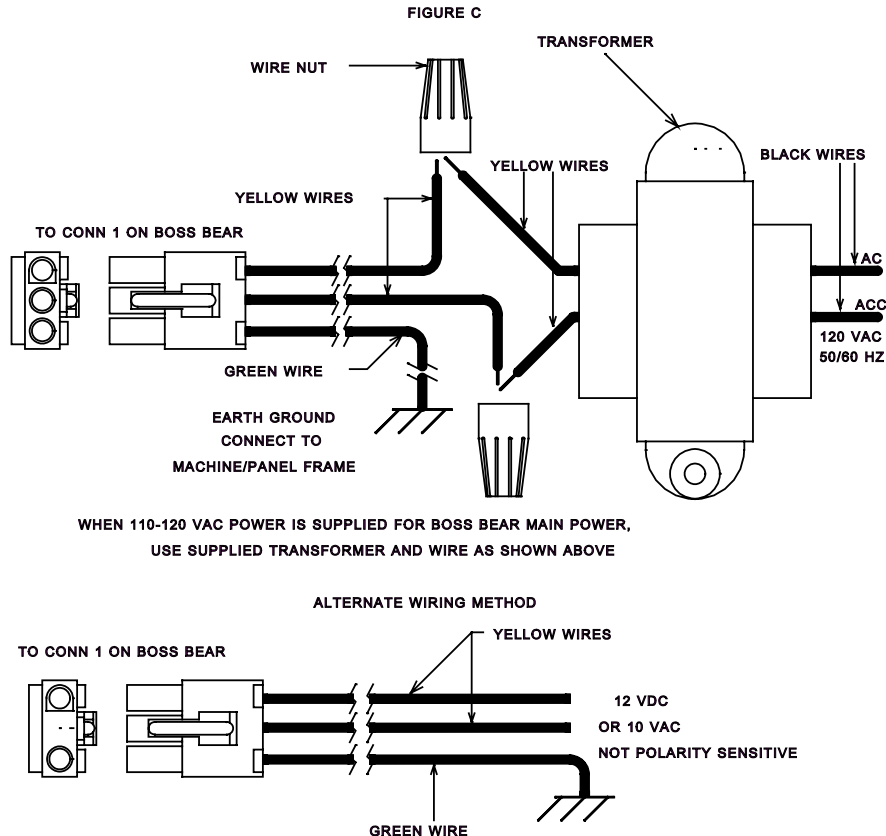 FIGURE C
TRANSFORMER
WIRE NUT
BLACK WIRES
YELLOW WIRES
YELLOW WIRES
TO CONN 1 ON BOSS BEAR
AC
ACC
120 VAC
50/60 HZ
GREEN WIRE
EARTH GROUND
CONNECT TO
MACHINE/PANEL FRAME
WHEN 110-120 VAC POWER IS SUPPLIED FOR BOSS BEAR MAIN POWER,
USE SUPPLIED TRANSFORMER AND WIRE AS SHOWN ABOVE
ALTERNATE WIRING METHOD
YELLOW WIRES
TO CONN 1 ON BOSS BEAR
12 VDC
OR 10 VAC
NOT POLARITY SENSITIVE
GREEN WIRE